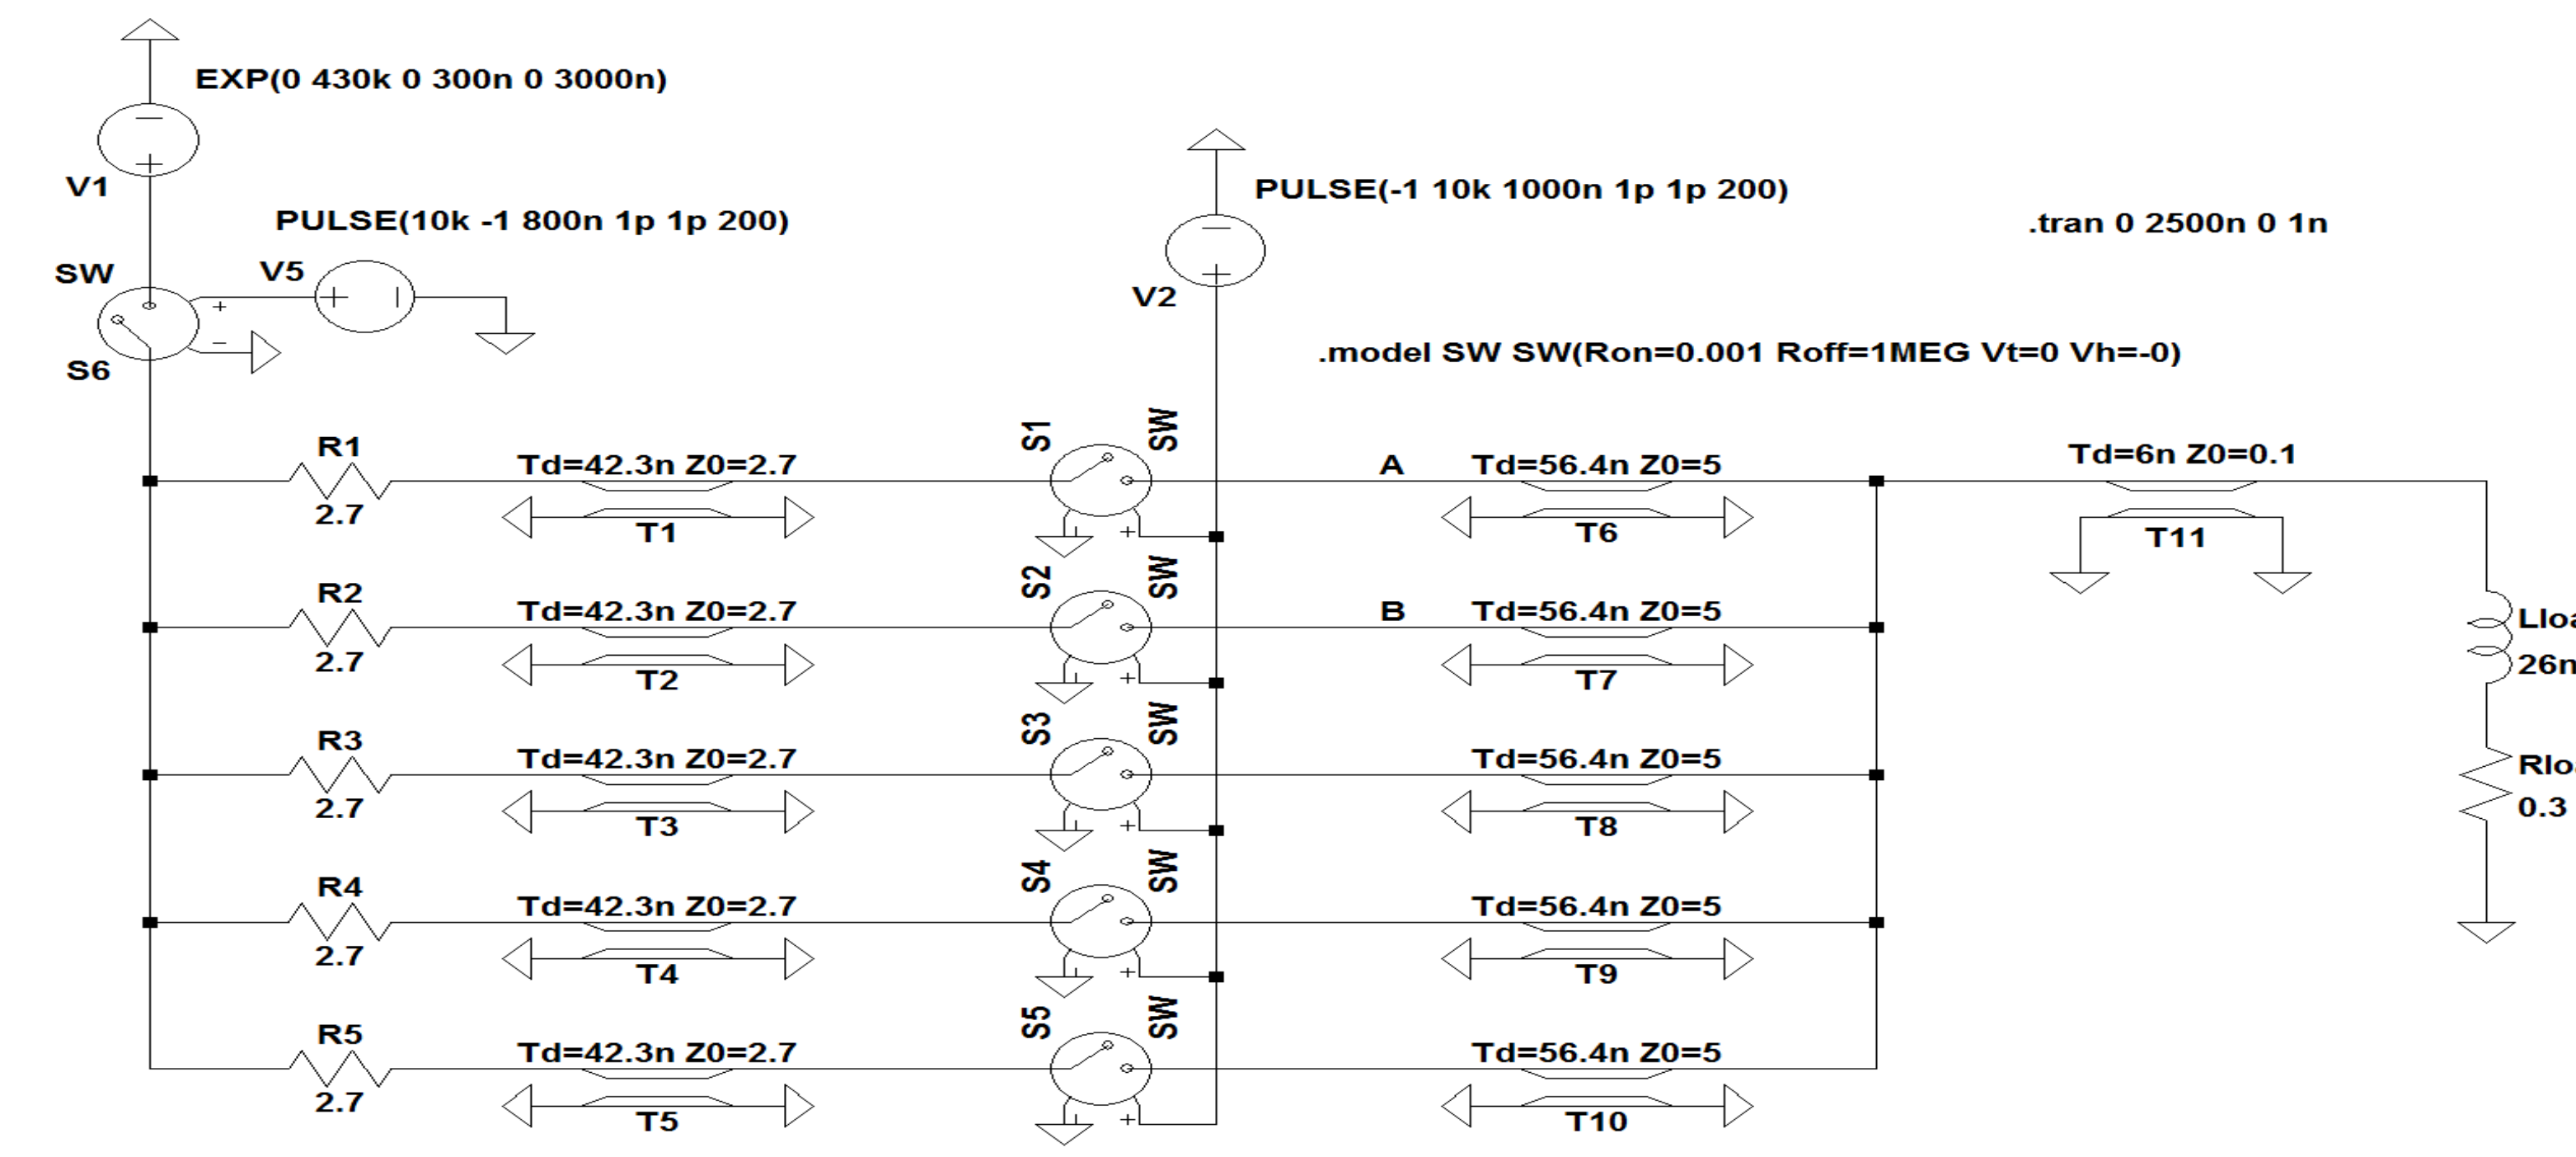 EXP(0 430k 0 300n 0 3000n)
V1
PULSE(10k -1 800n 1p 1p 200)
PULSE(-1 10k 1000n 1p 1p 200)
.tran 0 2500n 0 1n
SW
V5
V2
S6
.model SW SW(Ron=0.001 Roff=1MEG Vt=0 Vh=-0)
R1
2.7
Td=42.3n Z0=2.7
T1
S1
SW
A
Td=56.4n Z0=5
T6
Td=6n Z0=0.1
T11
R2
2.7
Td=42.3n Z0=2.7
T2
S2
SW
B
Td=56.4n Z0=5
T7
26n
R3
2.7
Td=42.3n Z0=2.7
T3
S3
SW
Td=56.4n Z0=5
T8
0.3
R4
2.7
Td=42.3n Z0=2.7
T4
S4
SW
Td=56.4n Z0=5
T9
R5
2.7
Td=42.3n Z0=2.7
T5
S5
SW
Td=56.4n Z0=5
T10